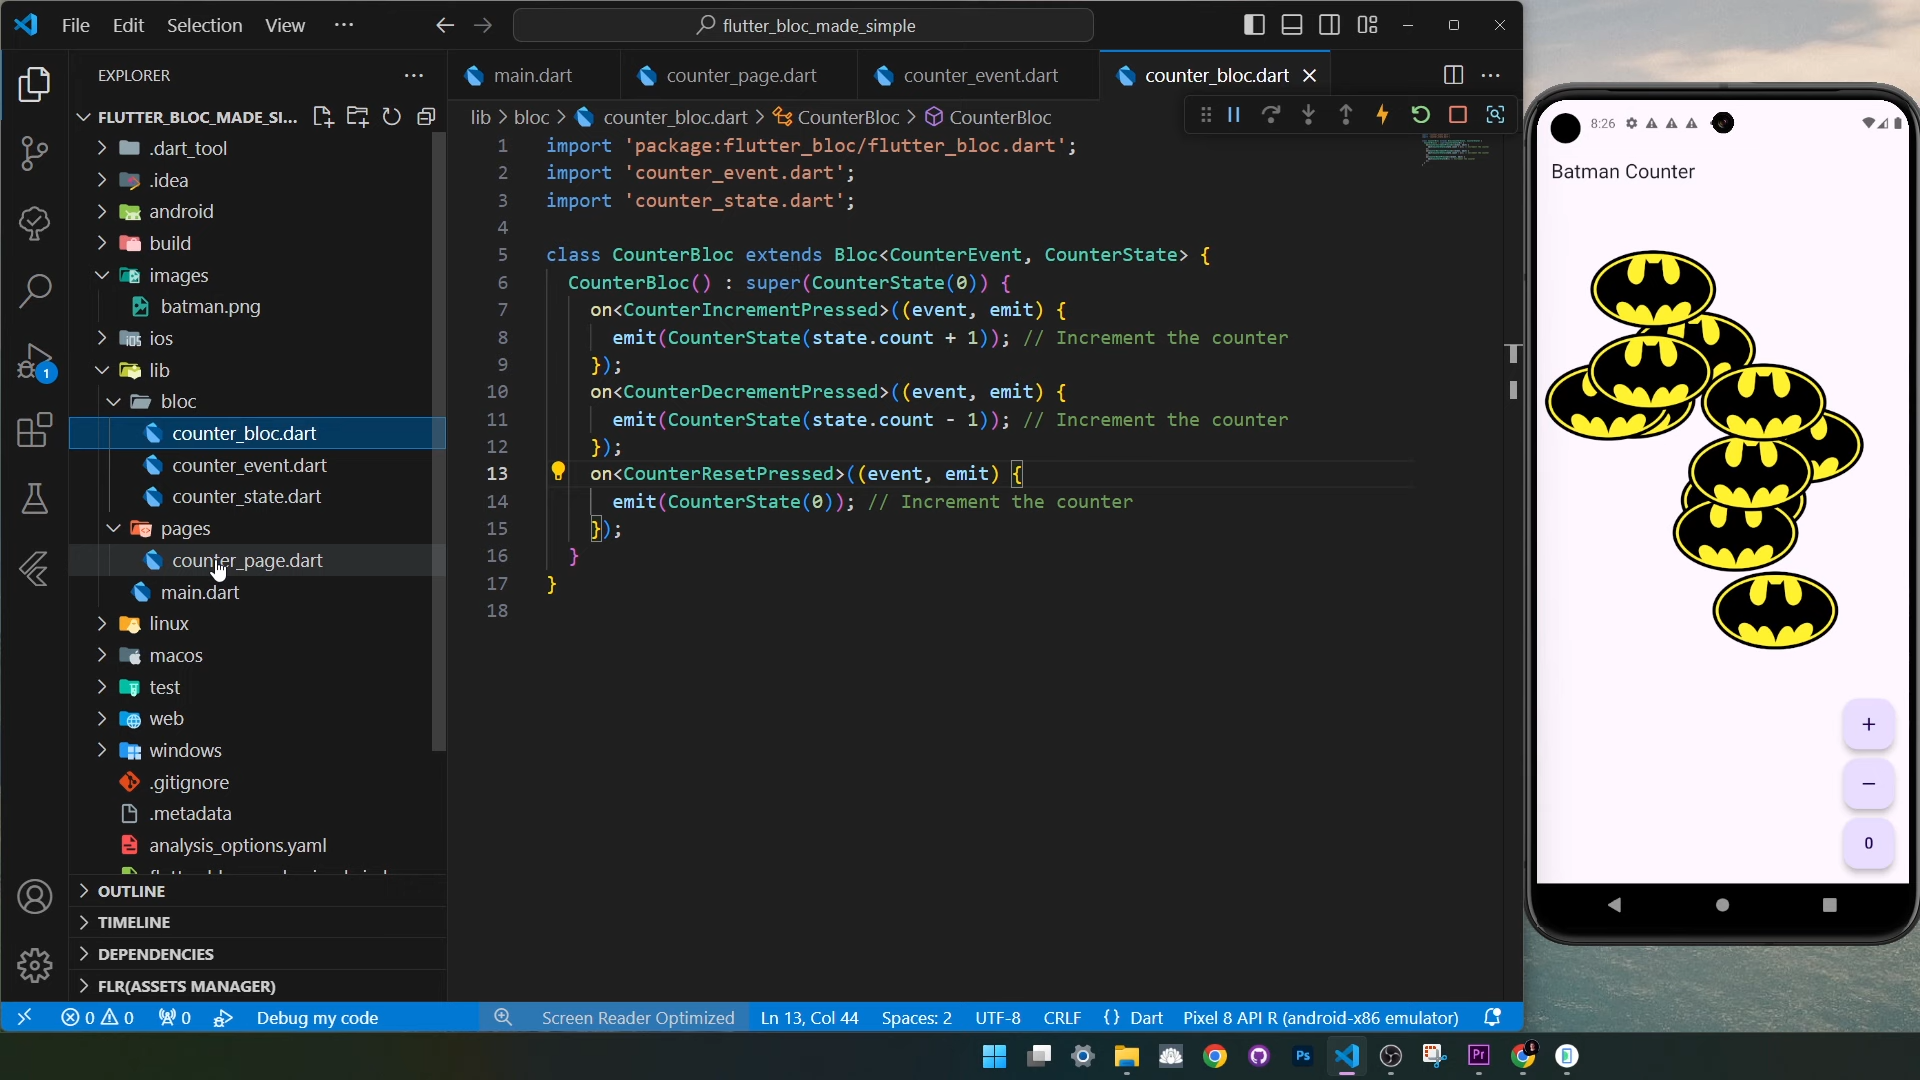 File Edit Selection View ···
flutter_bloc_made_simple
EXPLORER
FLUTTER_BLOC_MADE_SI...
.dart_tool
.idea
android
build
images
batman.png
ios
lib
bloc
counter_bloc.dart
counter_event.dart
counter_state.dart
pages
counter_page.dart
main.dart
linux
macos
test
web
windows
.gitignore
.metadata
analysis_options.yaml
OUTLINE
TIMELINE
DEPENDENCIES
FLR(ASSETS MANAGER)
1
main.dart counter_page.dart counter_event.dart counter_bloc.dart
lib > bloc > counter_bloc.dart > CounterBloc > CounterBloc
1 import 'package:flutter_bloc/flutter_bloc.dart';
2 import 'counter_event.dart';
3 import 'counter_state.dart';
4
5 class CounterBloc extends Bloc<CounterEvent, CounterState> {
6 CounterBloc() : super(CounterState(0)) {
7 on<CounterIncrementPressed>((event, emit) {
8 emit(CounterState(state.count + 1)); // Increment the counter
9 });
10 on<CounterDecrementPressed>((event, emit) {
11 emit(CounterState(state.count - 1)); // Increment the counter
12 });
13 on<CounterResetPressed>((event, emit) {
14 emit(CounterState(0)); // Increment the counter
15 });
16 }
17 }
18
8:26
Batman Counter
+
−
0
0 0 0 Debug my code Screen Reader Optimized Ln 13, Col 44 Spaces: 2 UTF-8 CRLF {} Dart Pixel 8 API R (android-x86 emulator)
Ps Pr